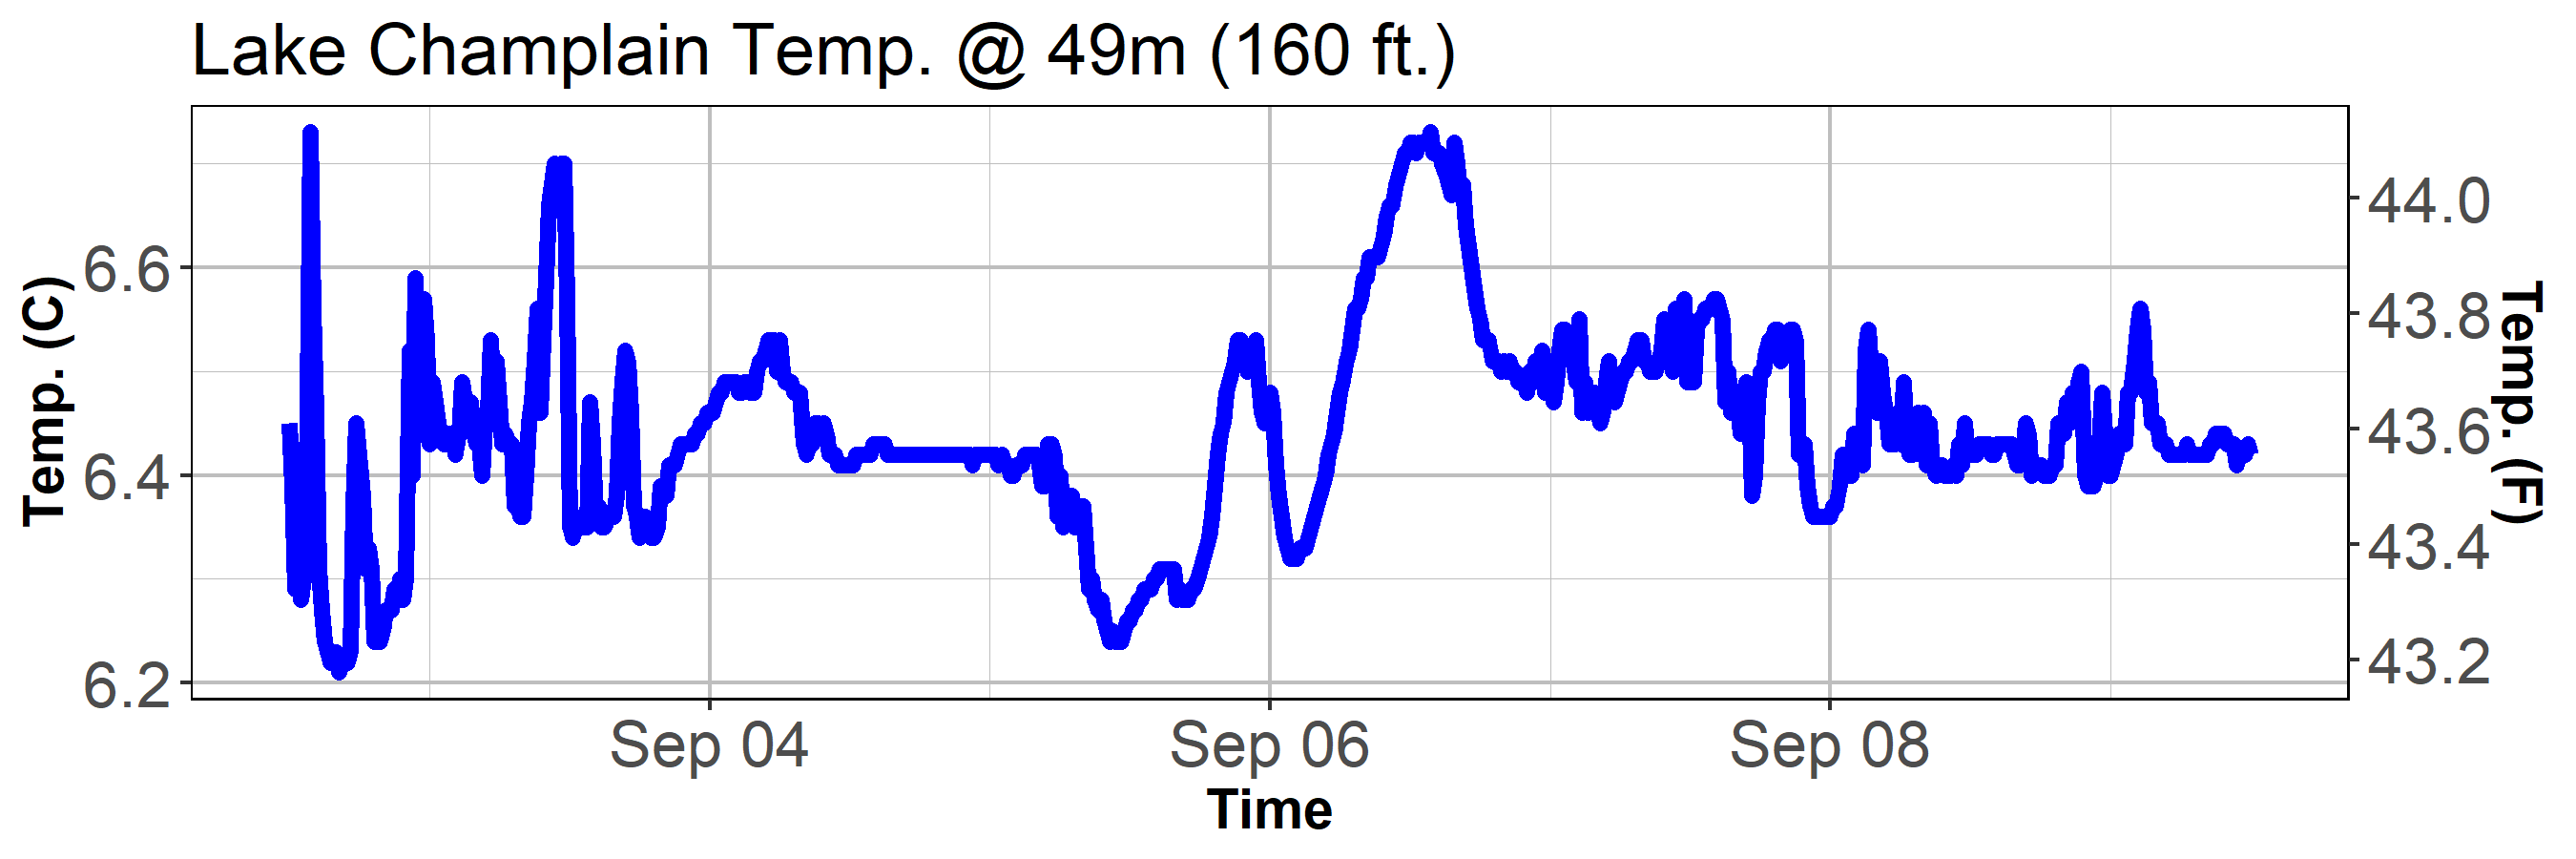 Lake Champlain Temp. @ 49m (160 ft.)
Temp. (C)
6.6
6.4
6.2
44.0
43.8
43.6
43.4
43.2
Temp. (F)
Sep 04 Sep 06 Sep 08
Time